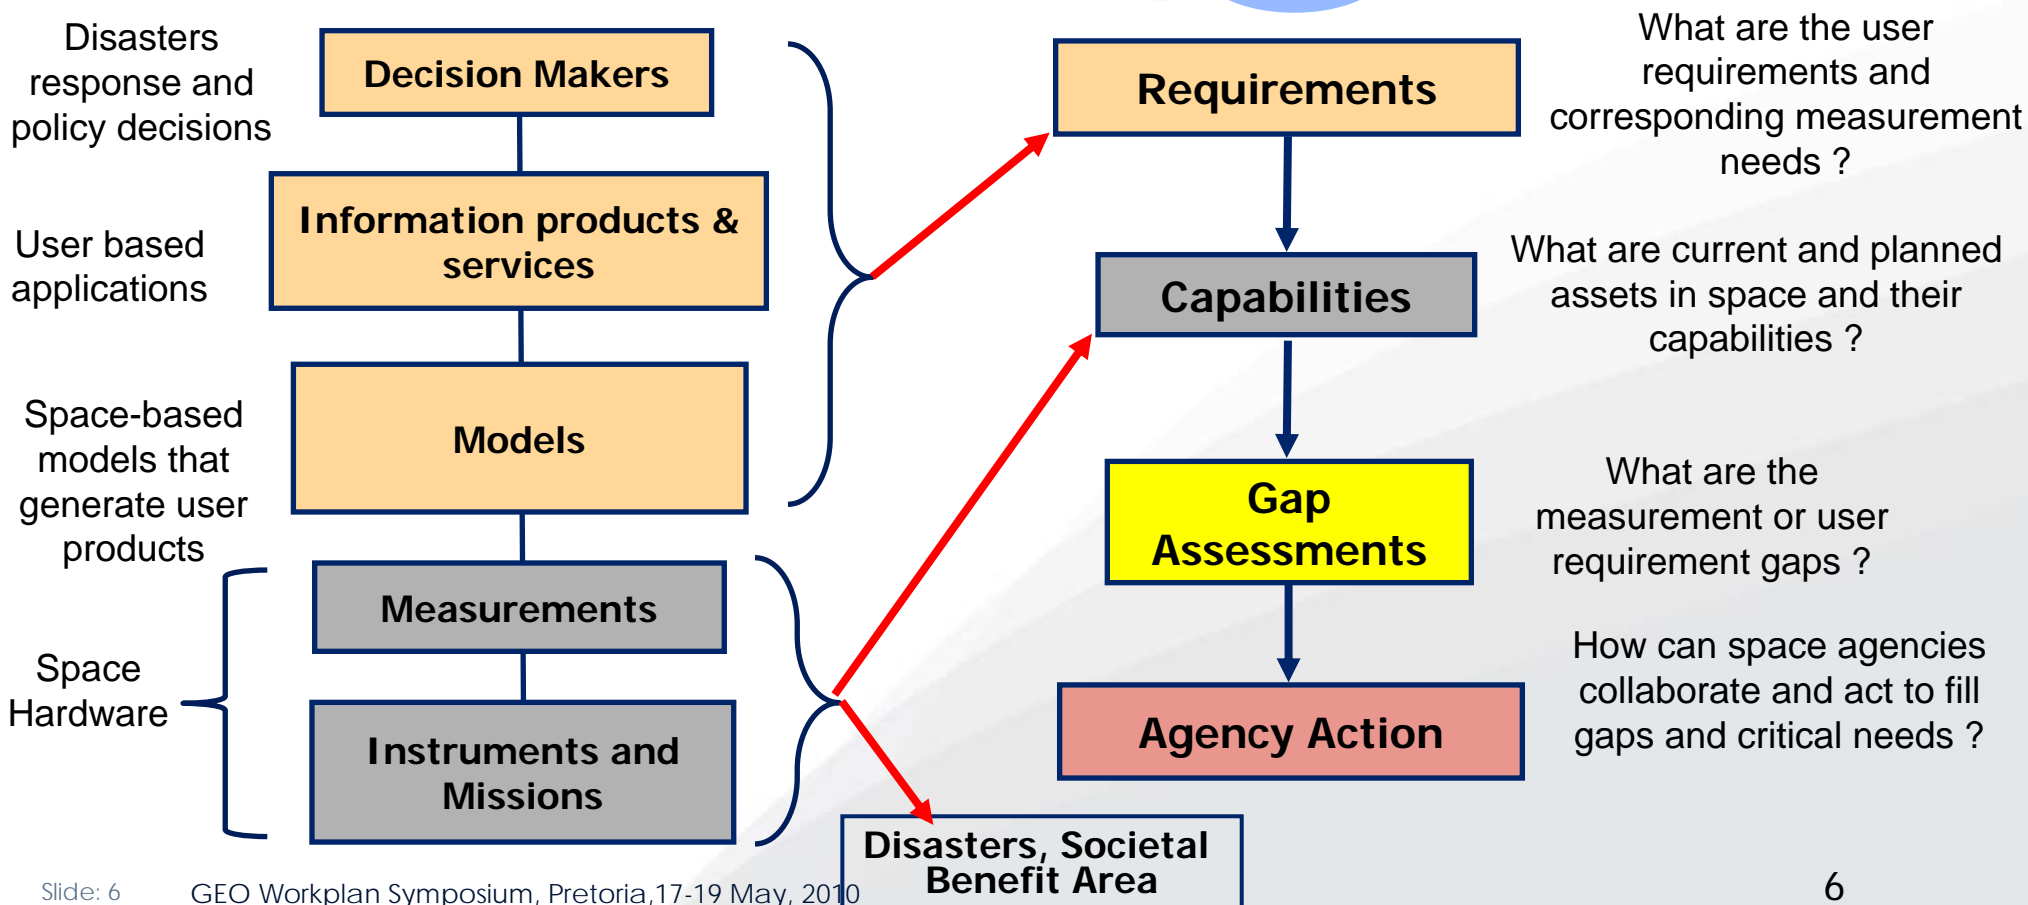 Disasters
response and
policy decisions
Decision Makers
Information products &
services
User based
applications
Models
Space-based
models that
generate user
products
Measurements
Space
Hardware
Instruments and
Missions
Requirements
What are the user
requirements and
corresponding measurement
needs ?
Capabilities
What are current and planned
assets in space and their
capabilities ?
Gap
Assessments
What are the
measurement or user
requirement gaps ?
Agency Action
How can space agencies
collaborate and act to fill
gaps and critical needs ?
Disasters, Societal
Benefit Area
Slide: 6
GEO Workplan Symposium, Pretoria,17-19 May, 2010
6